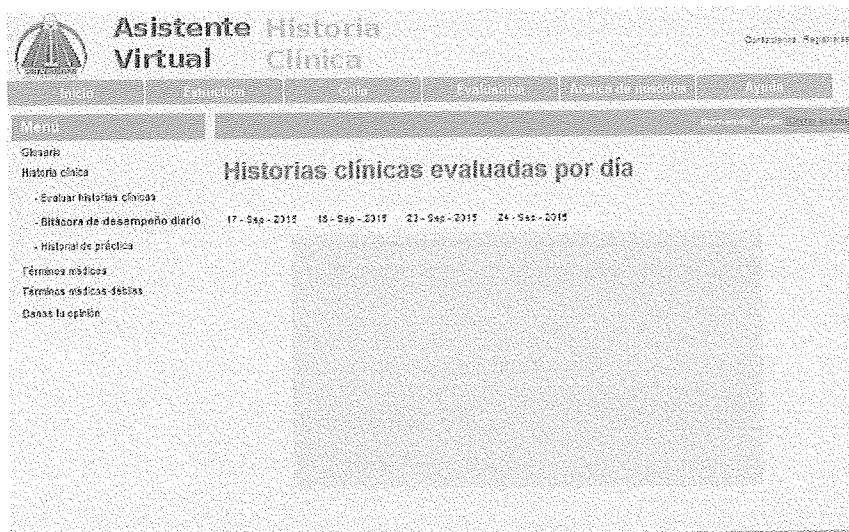 Asistente Historia
Virtual Clínica
Contáctenos Registrarse
Inicio Estructura Guía Evaluación Acerca de nosotros Ayuda
Menú
Bienvenido
Glosario
Historia clínica
- Evaluar historias clínicas
- Bitácora de desempeño diario
- Historial de práctica
Términos médicos
Términos médicos débiles
Danos tu opinión
Historias clínicas evaluadas por día
17 - Sep - 2015 18 - Sep - 2015 23 - Sep - 2015 24 - Sep - 2015